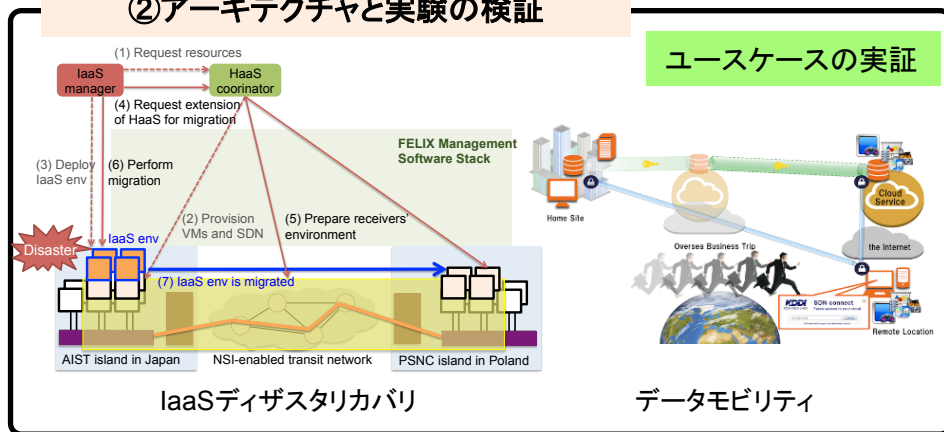 ②アーキテクチャと実験の検証
ユースケースの実証
(1) Request resources
IaaS
manager
HaaS
coorinator
(4) Request extension
of HaaS for migration
FELIX Management
Software Stack
(3) Deploy
IaaS env
(6) Perform
migration
(2) Provision
VMs and SDN
(5) Prepare receivers'
environment
Disaster
IaaS env
(7) IaaS env is migrated
AIST island in Japan
NSI-enabled transit network
PSNC island in Poland
IaaSディザスタリカバリ
Home Site
Oversea Business Trip
Cloud
Service
the Internet
KDDI
SDN connect
Remote Location
データモビリティ